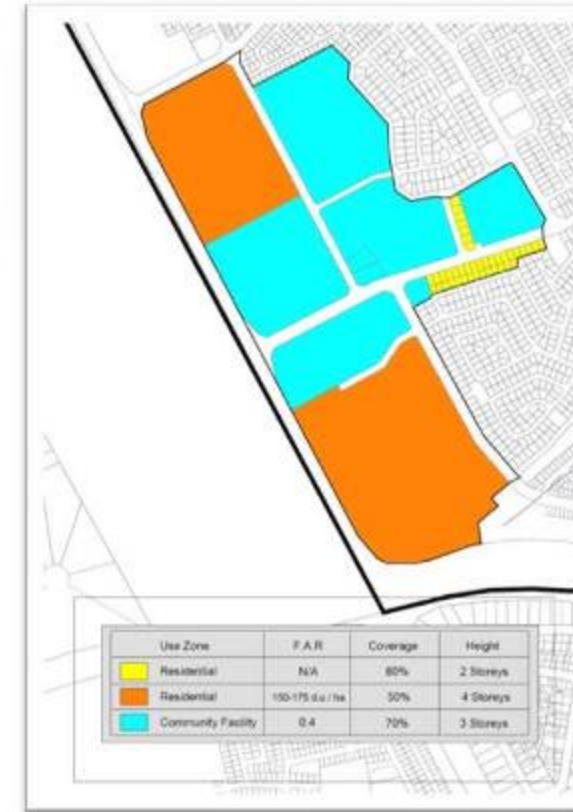 Use Zone F.A.R Coverage Height
Residential N/A 60% 2 Storeys
Residential 150-175 d.u / ha 50% 4 Storeys
Community Facility 0.4 70% 3 Storeys